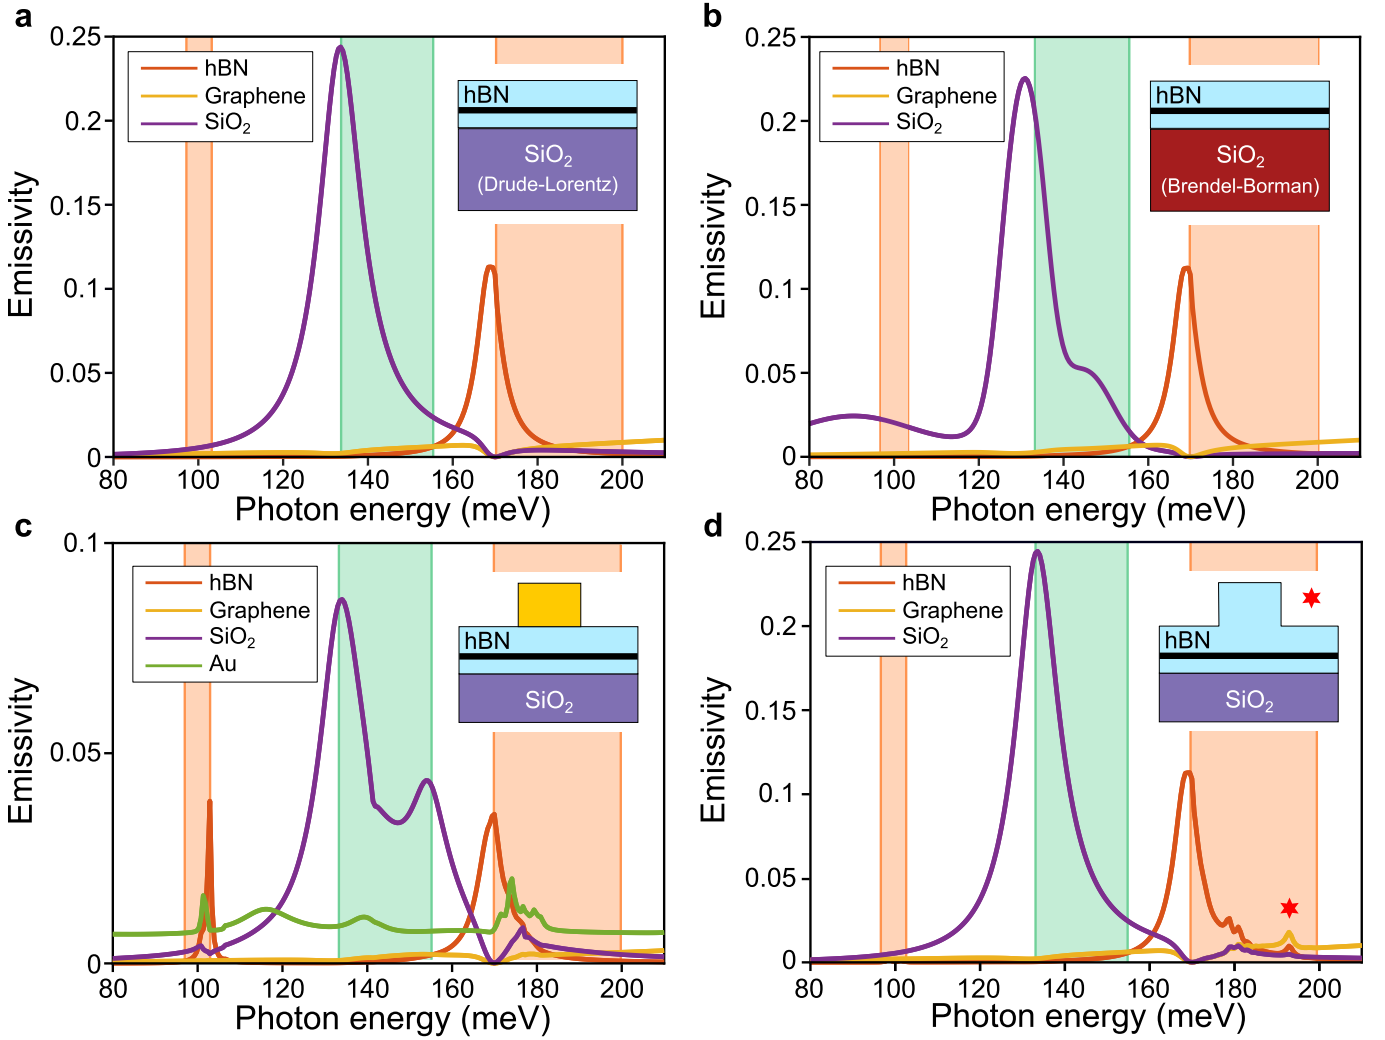 a
0.25
0.2
0.15
0.1
0.05
0
80 100 120 140 160 180 200
Photon energy (meV)
Emissivity
hBN
Graphene
SiO₂
hBN
SiO₂
(Drude-Lorentz)
b
0.25
0.2
0.15
0.1
0.05
0
80 100 120 140 160 180 200
Photon energy (meV)
Emissivity
hBN
Graphene
SiO₂
hBN
SiO₂
(Brendel-Borman)
c
0.1
0.05
0
80 100 120 140 160 180 200
Photon energy (meV)
Emissivity
hBN
Graphene
SiO₂
Au
hBN
SiO₂
d
0.25
0.2
0.15
0.1
0.05
0
80 100 120 140 160 180 200
Photon energy (meV)
Emissivity
hBN
Graphene
SiO₂
hBN
SiO₂